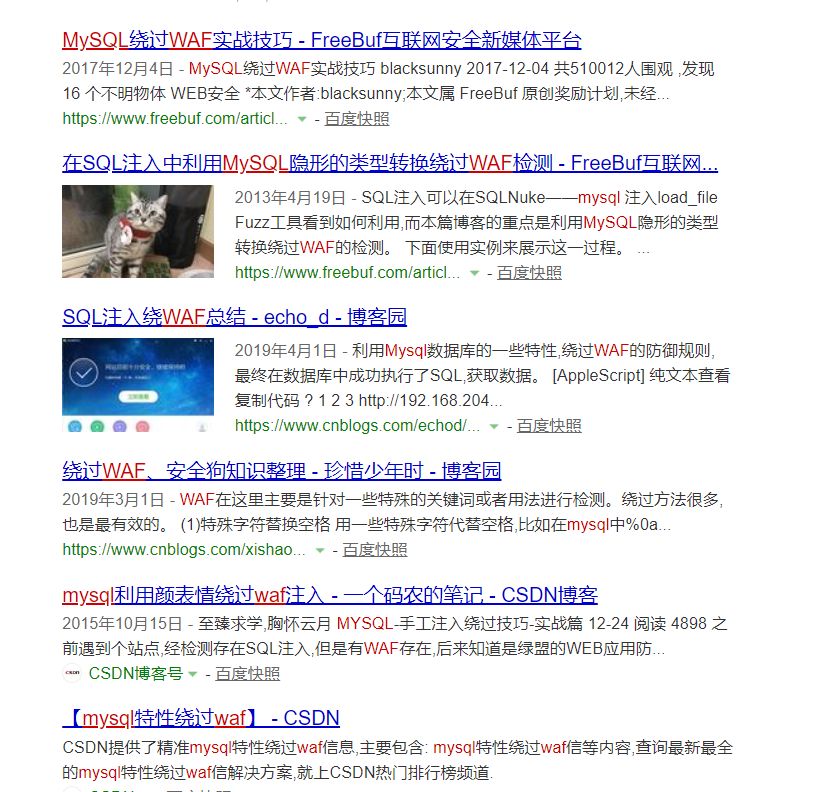 MySQL绕过WAF实战技巧 - FreeBuf互联网安全新媒体平台
2017年12月4日 - MySQL绕过WAF实战技巧 blacksunny 2017-12-04 共510012人围观 ,发现
16 个不明物体 WEB安全 *本文作者:blacksunny;本文属 FreeBuf 原创奖励计划,未经...
https://www.freebuf.com/articl... - 百度快照
在SQL注入中利用MySQL隐形的类型转换绕过WAF检测 - FreeBuf互联网...
2013年4月19日 - SQL注入可以在SQLNuke——mysql 注入load_file
Fuzz工具看到如何利用,而本篇博客的重点是利用MySQL隐形的类型
转换绕过WAF的检测。 下面使用实例来展示这一过程。 ...
https://www.freebuf.com/articl... - 百度快照
SQL注入绕WAF总结 - echo_d - 博客园
2019年4月1日 - 利用Mysql数据库的一些特性,绕过WAF的防御规则,
最终在数据库中成功执行了SQL,获取数据。 [AppleScript] 纯文本查看
复制代码 ? 1 2 3 http://192.168.204...
https://www.cnblogs.com/echod/... - 百度快照
绕过WAF、安全狗知识整理 - 珍惜少年时 - 博客园
2019年3月1日 - WAF在这里主要是针对一些特殊的关键词或者用法进行检测。绕过方法很多,
也是最有效的。 (1)特殊字符替换空格 用一些特殊字符代替空格,比如在mysql中%0a...
https://www.cnblogs.com/xishao... - 百度快照
mysql利用颜表情绕过waf注入 - 一个码农的笔记 - CSDN博客
2015年10月15日 - 至臻求学,胸怀云月 MYSQL-手工注入绕过技巧-实战篇 12-24 阅读 4898 之
前遇到个站点,经检测存在SQL注入,但是有WAF存在,后来知道是绿盟的WEB应用防...
CSDN CSDN博客号 - 百度快照
【mysql特性绕过waf】 - CSDN
CSDN提供了精准mysql特性绕过waf信息,主要包含: mysql特性绕过waf信等内容,查询最新最全
的mysql特性绕过waf信解决方案,就上CSDN热门排行榜频道.